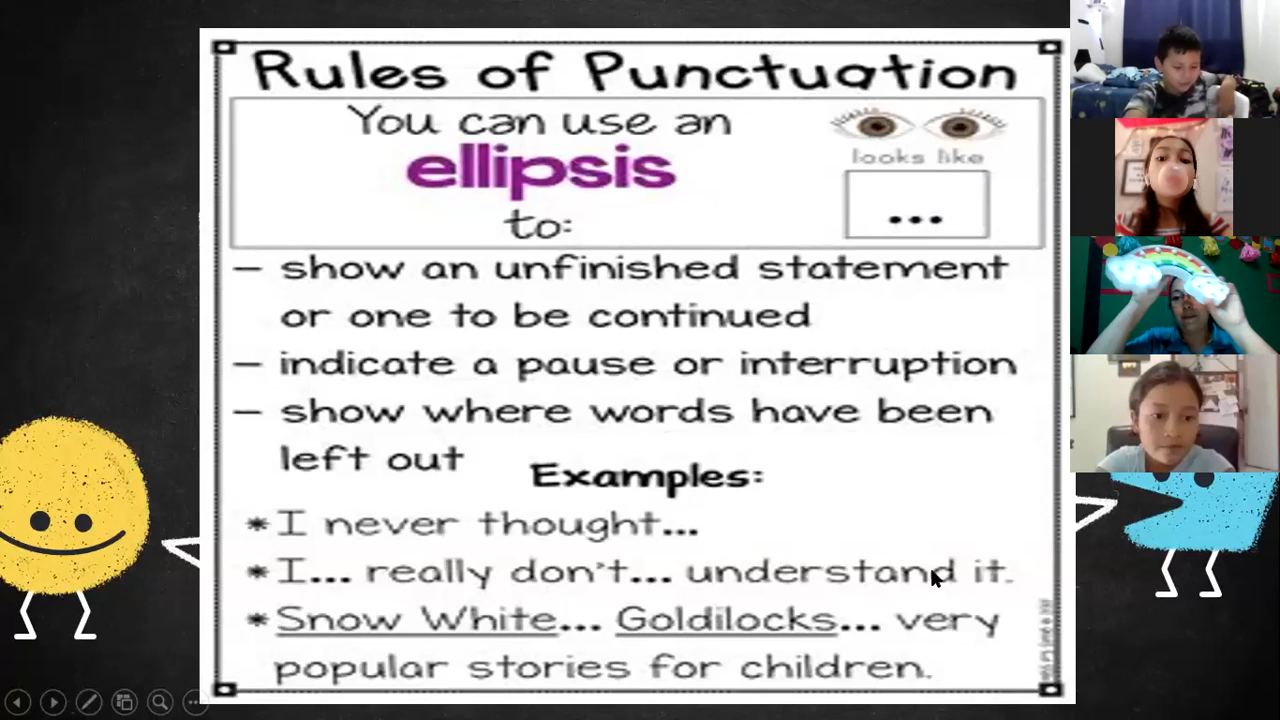 Rules of Punctuation
You can use an
ellipsis
to:
looks like
...
– show an unfinished statement
or one to be continued
– indicate a pause or interruption
– show where words have been
left out
Examples:
*I never thought...
*I... really don't... understand it.
*Snow White... Goldilocks... very
popular stories for children.